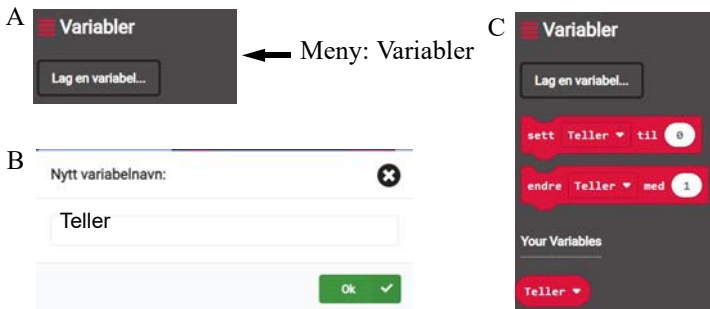 A
Variabler
Lag en variabel...
Meny: Variabler
B
Nytt variabelnavn:
Teller
Ok
C
Variabler
Lag en variabel...
sett Teller til 0
endre Teller med 1
Your Variables
Teller